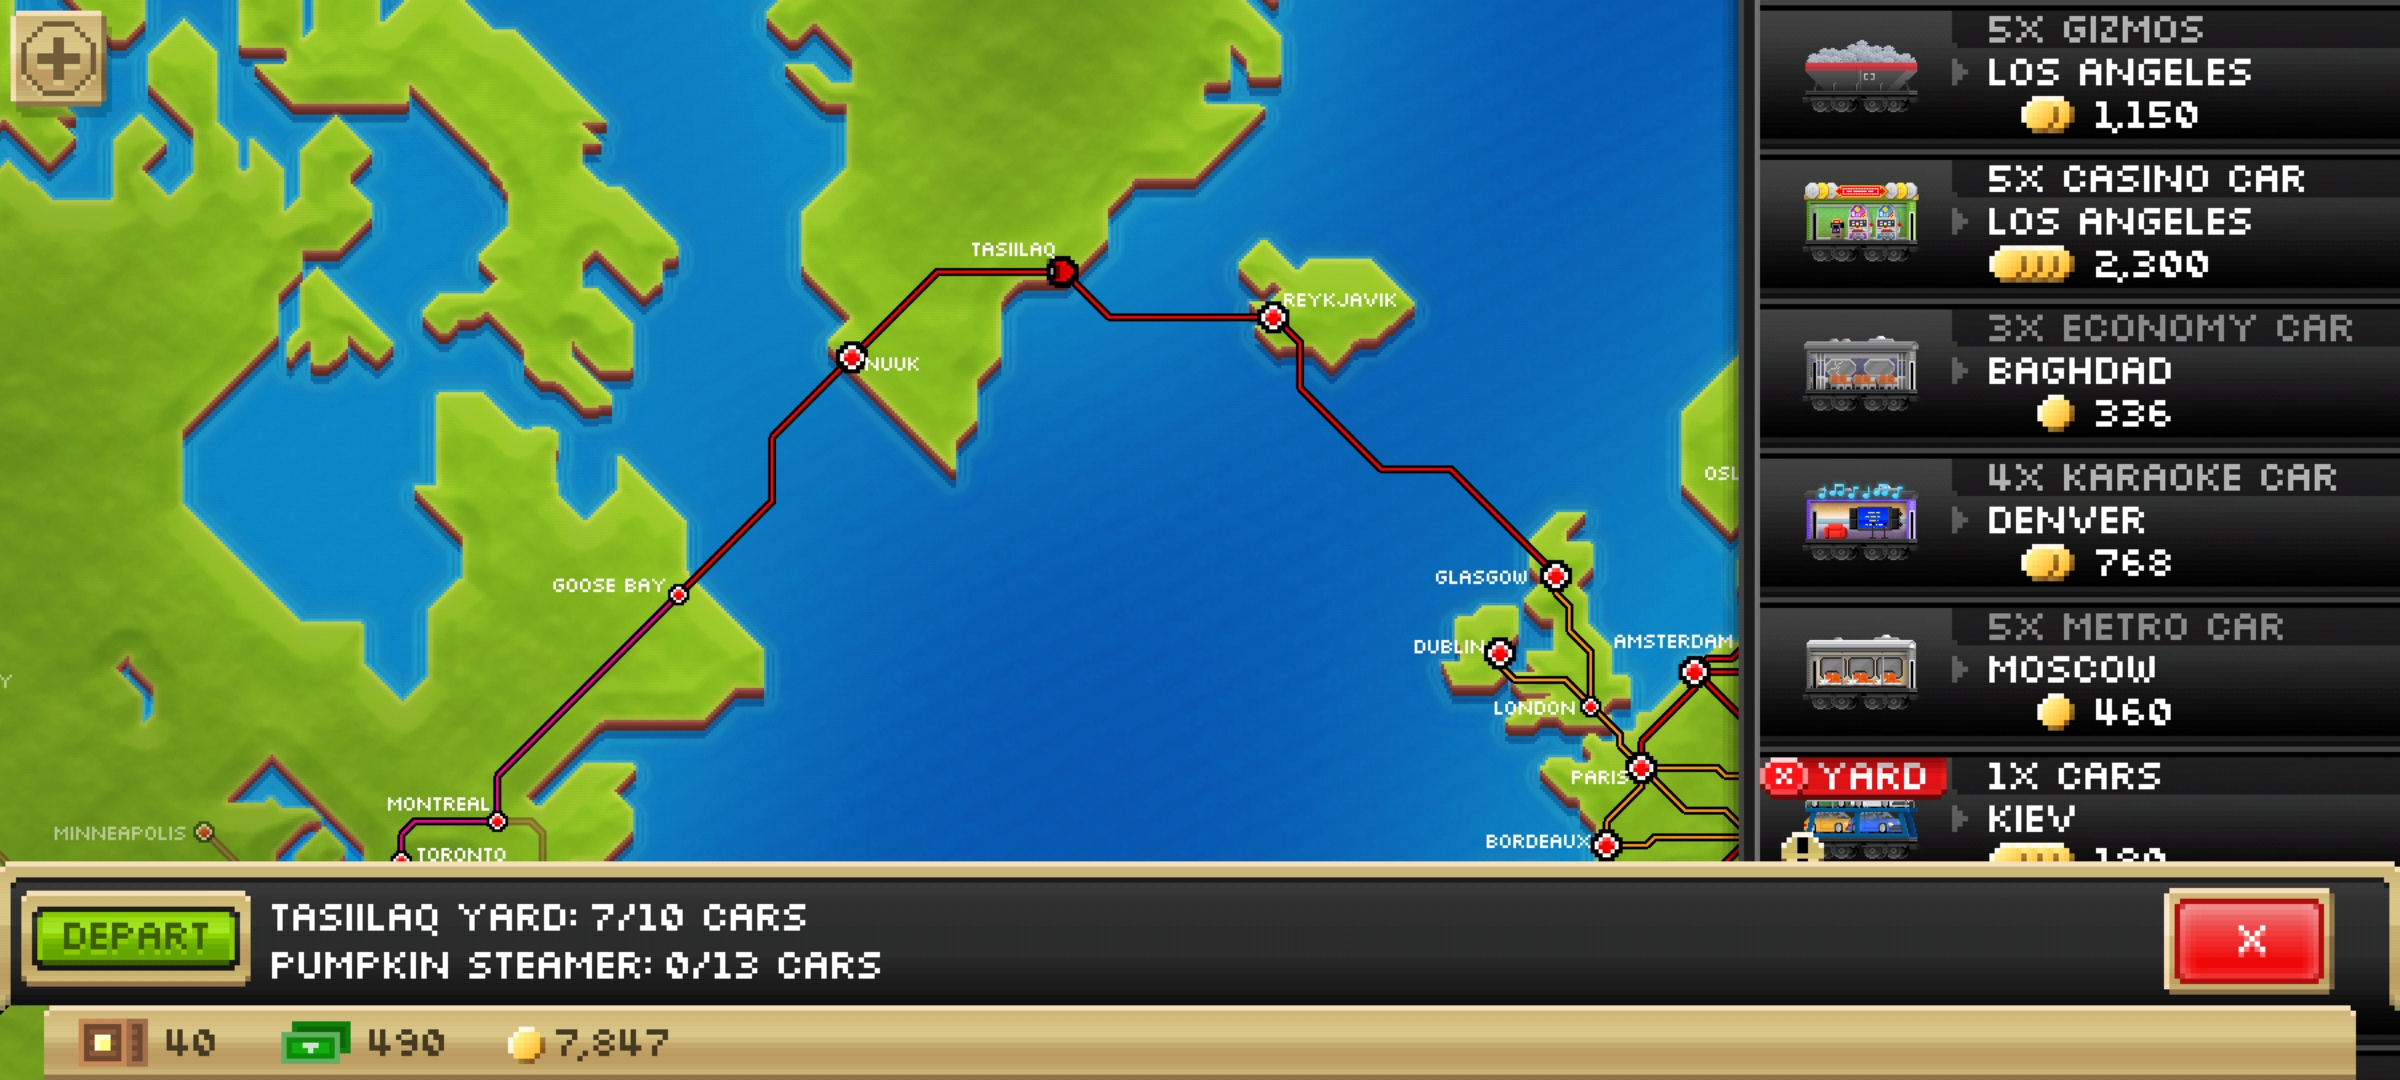 5X GIZMOS
LOS ANGELES
1,150
5X CASINO CAR
LOS ANGELES
2,300
3X ECONOMY CAR
BAGHDAD
336
4X KARAOKE CAR
DENVER
768
5X METRO CAR
MOSCOW
460
YARD
1X CARS
KIEV
TASIILAQ
REYKJAVIK
NUUK
OSL
GOOSE BAY
GLASGOW
DUBLIN
AMSTERDAM
LONDON
Y
PARIS
MONTREAL
MINNEAPOLIS
TORONTO
BORDEAUX
DEPART
TASIILAQ YARD: 7/10 CARS
PUMPKIN STEAMER: 0/13 CARS
X
40
490
7,847